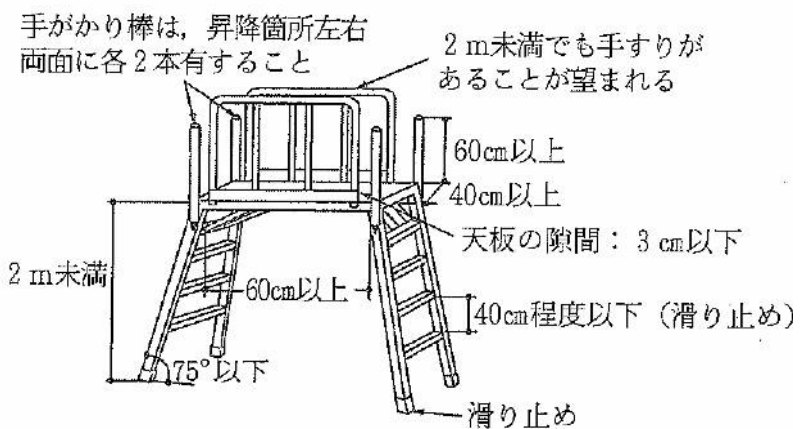 手がかり棒は，昇降箇所左右
両面に各2本有すること
2m未満でも手すりが
あることが望まれる
60cm以上
40cm以上
天板の隙間：3cm以下
2m未満
60cm以上
40cm程度以下（滑り止め）
75°以下
滑り止め